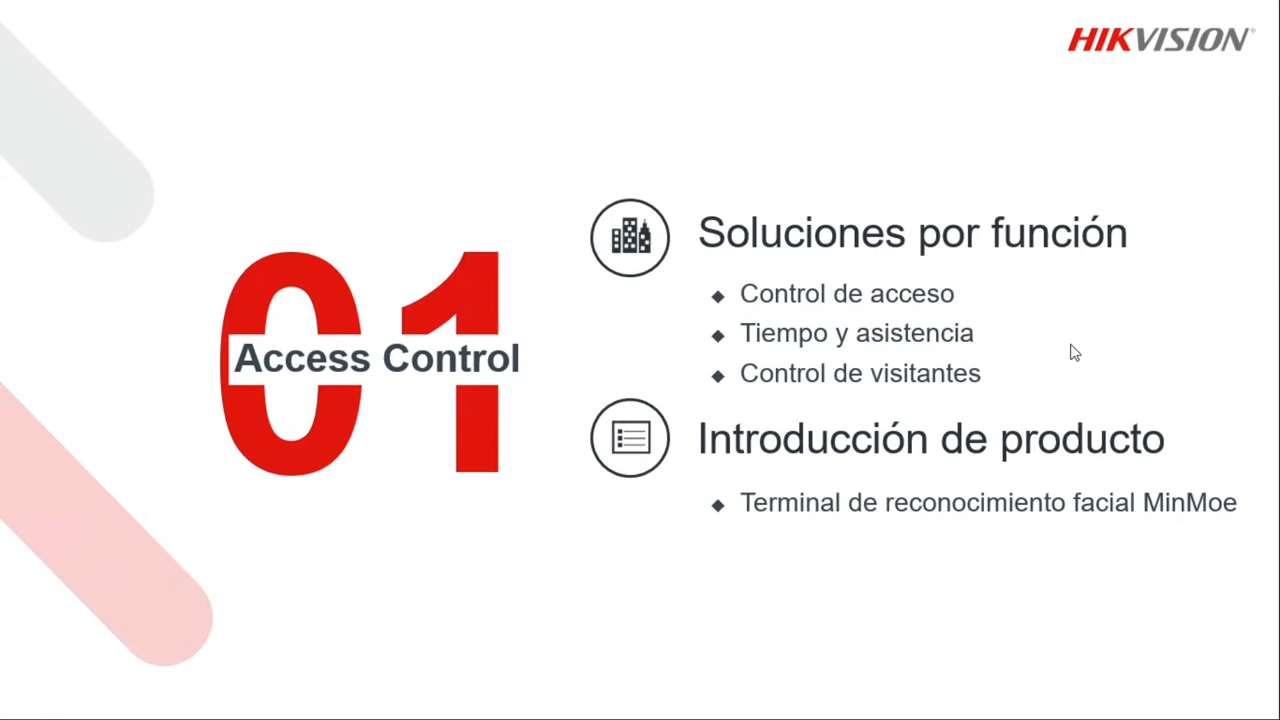 HIKVISION
01
Access Control
Soluciones por función
Control de acceso
Tiempo y asistencia
Control de visitantes
Introducción de producto
Terminal de reconocimiento facial MinMoe